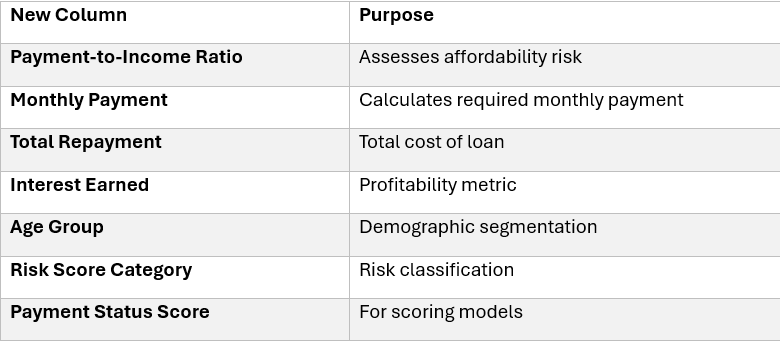 New Column Purpose
Payment-to-Income Ratio Assesses affordability risk
Monthly Payment Calculates required monthly payment
Total Repayment Total cost of loan
Interest Earned Profitability metric
Age Group Demographic segmentation
Risk Score Category Risk classification
Payment Status Score For scoring models